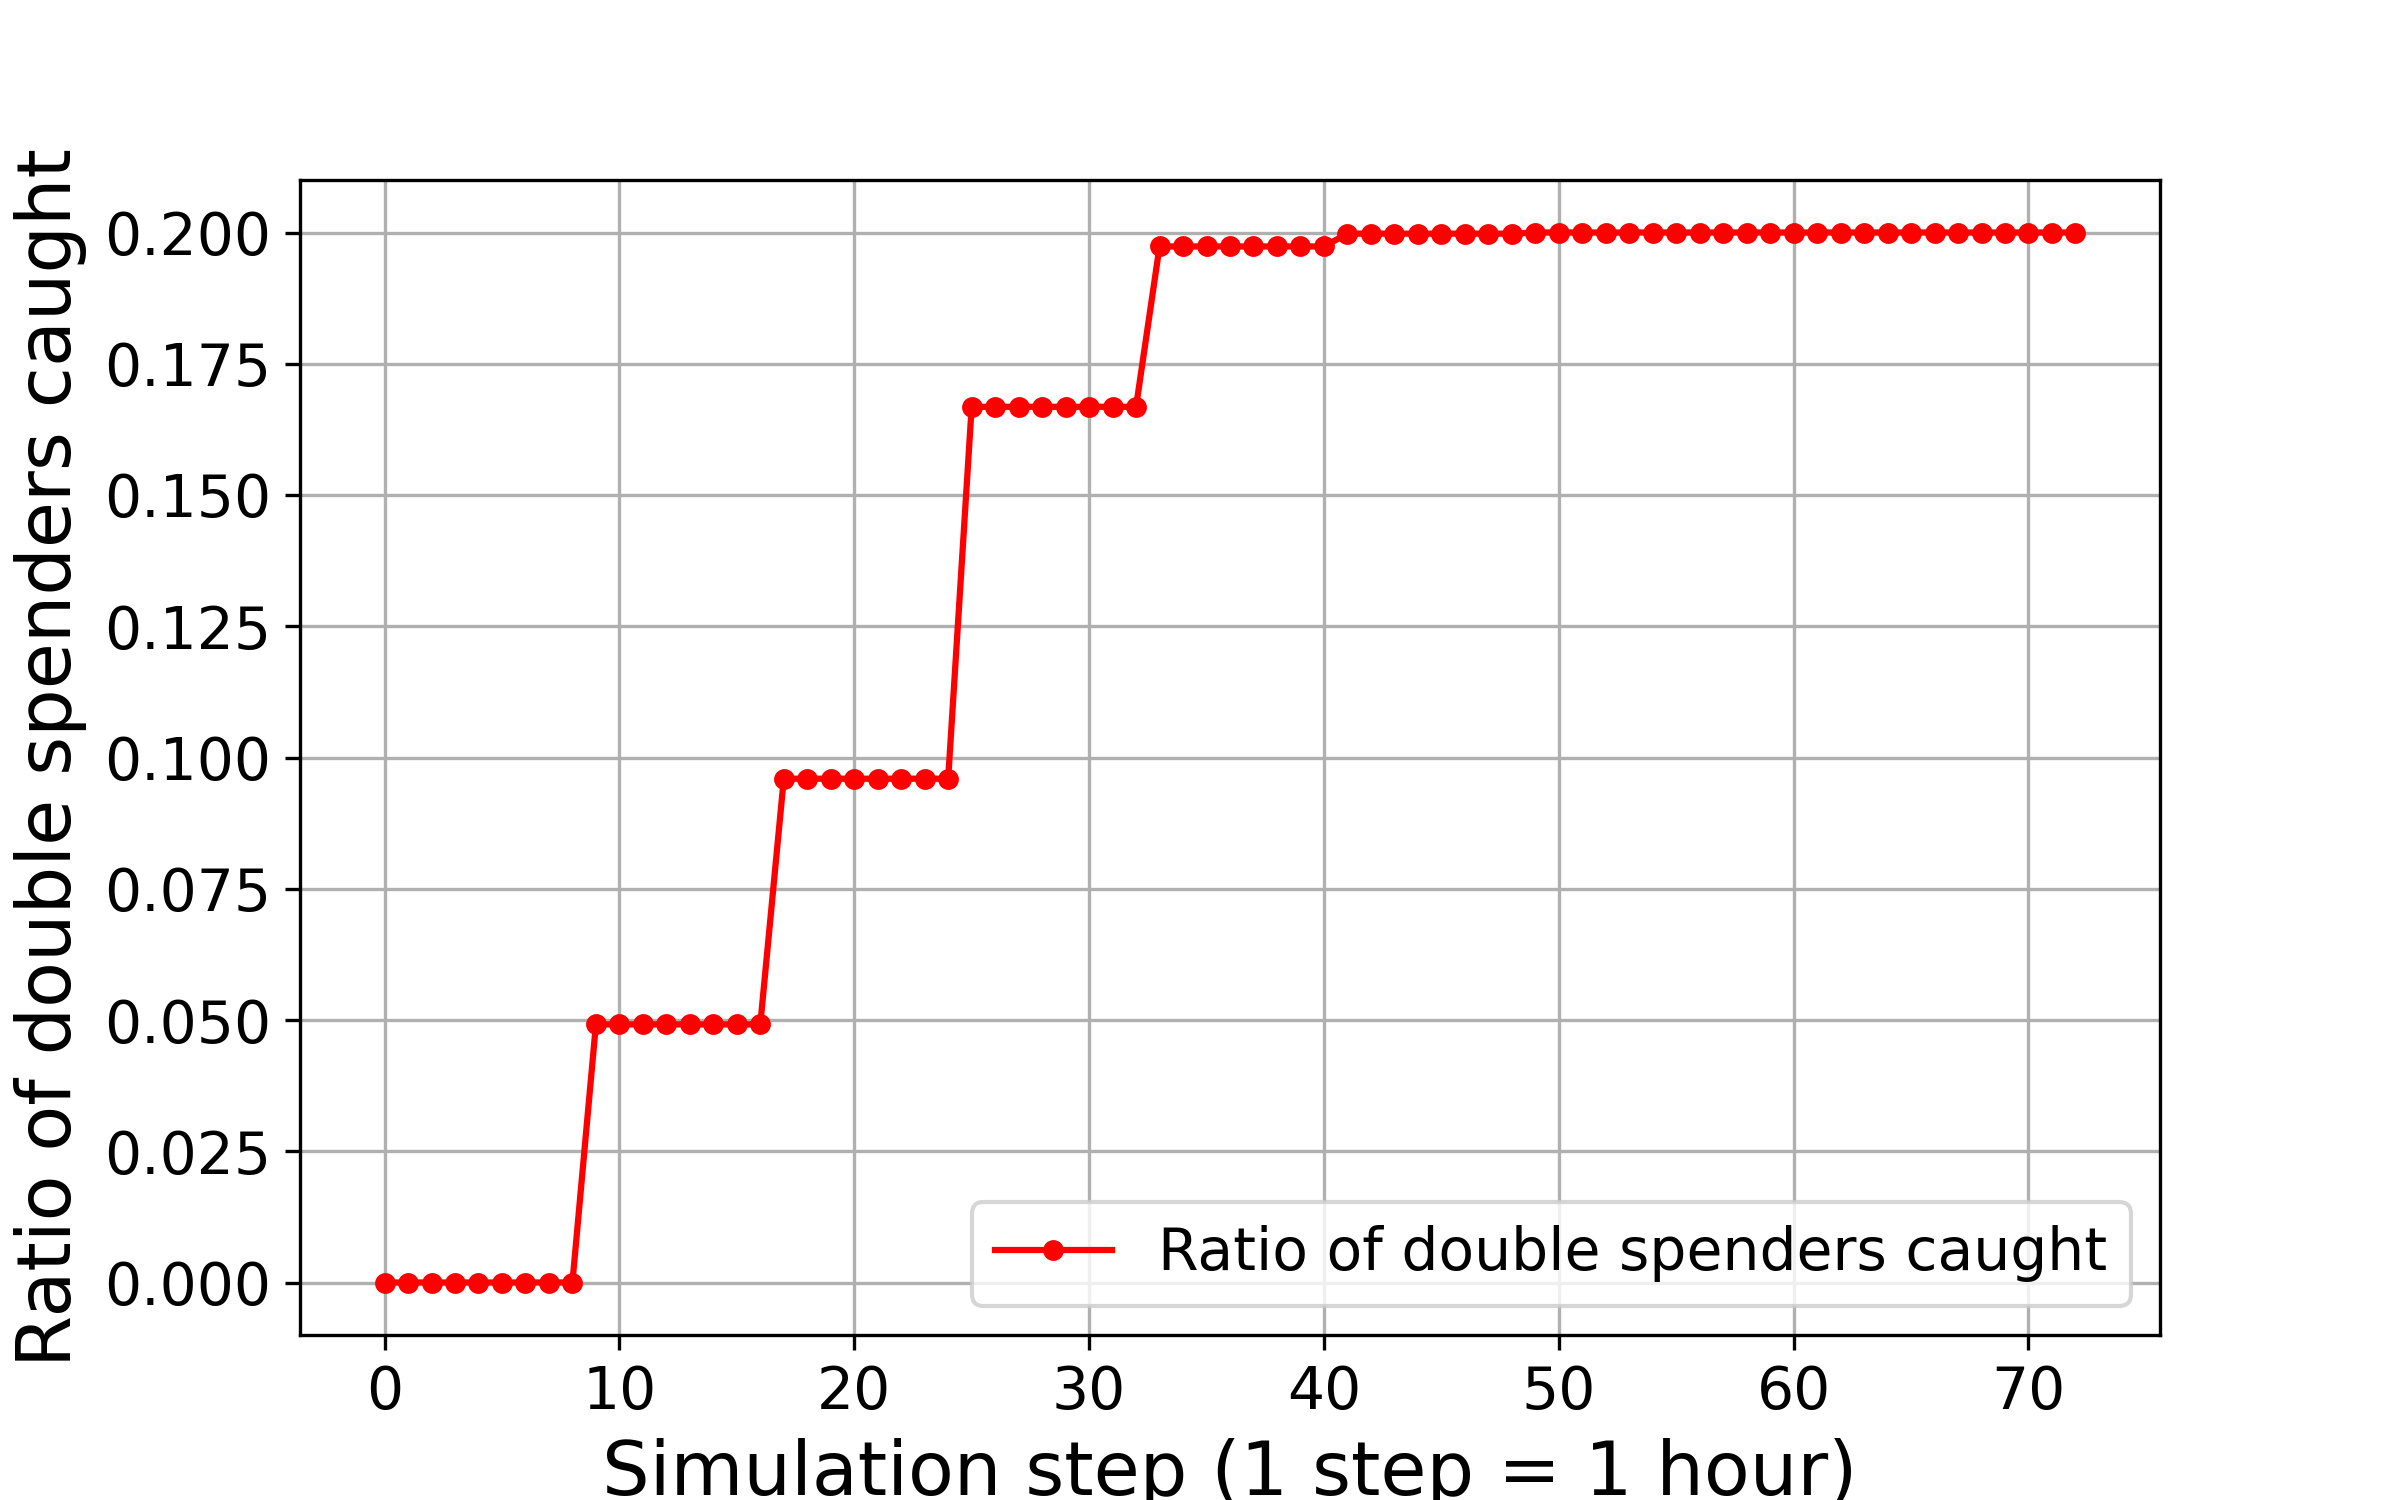 Ratio of double spenders caught
0.200
0.175
0.150
0.125
0.100
0.075
0.050
0.025
0.000
Ratio of double spenders caught
0 10 20 30 40 50 60 70
Simulation step (1 step = 1 hour)